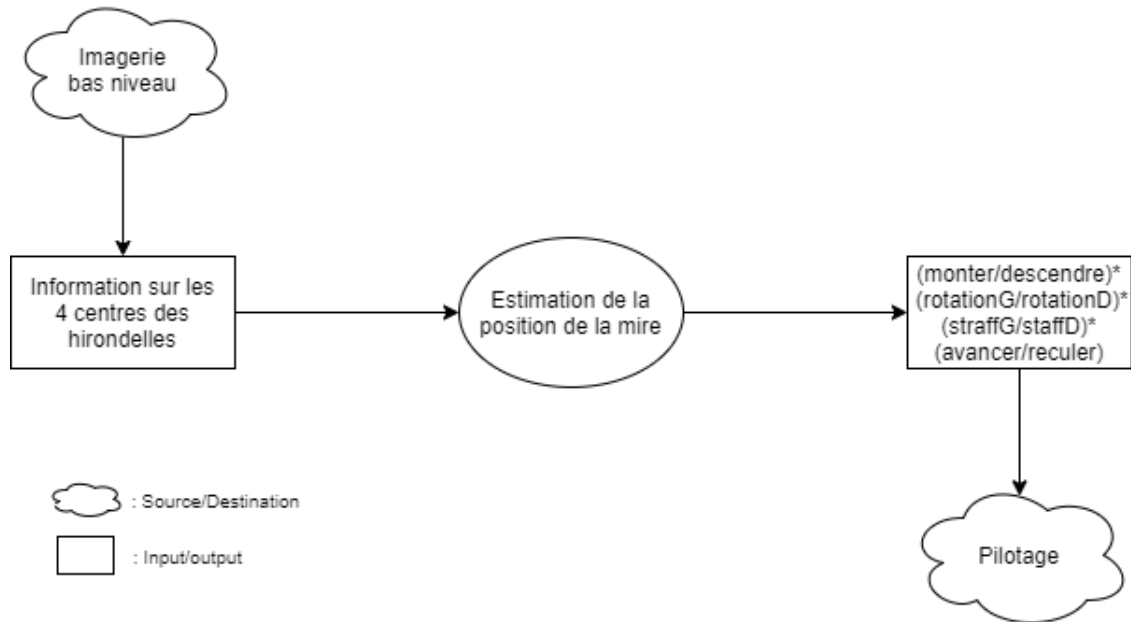 Imagerie
bas niveau
Information sur les
4 centres des
hirondelles
Estimation de la
position de la mire
(monter/descendre)*
(rotationG/rotationD)*
(straffG/staffD)*
(avancer/reculer)
: Source/Destination
: Input/output
Pilotage